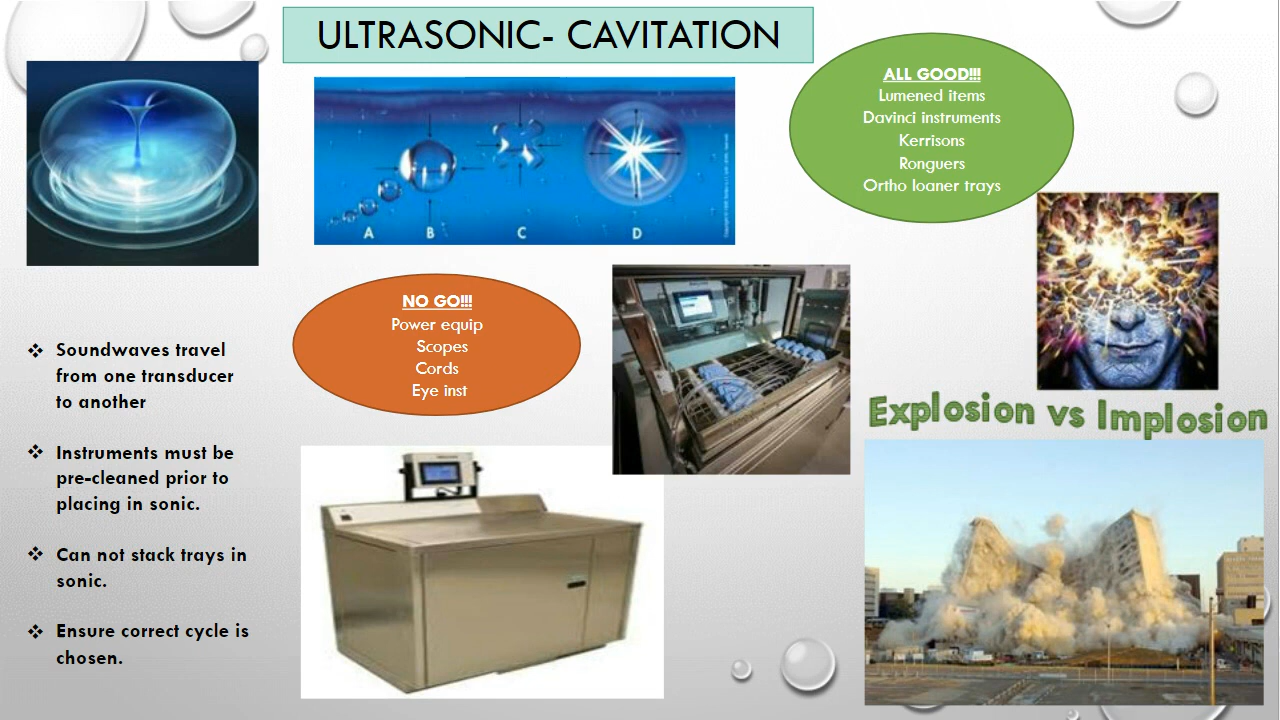 ULTRASONIC- CAVITATION
ALL GOOD!!!
Lumened items
Davinci instruments
Kerrisons
Ronguers
Ortho loaner trays
A B C D
NO GO!!!
Power equip
Scopes
Cords
Eye inst
Soundwaves travel
from one transducer
to another
Instruments must be
pre-cleaned prior to
placing in sonic.
Can not stack trays in
sonic.
Ensure correct cycle is
chosen.
Explosion vs Implosion